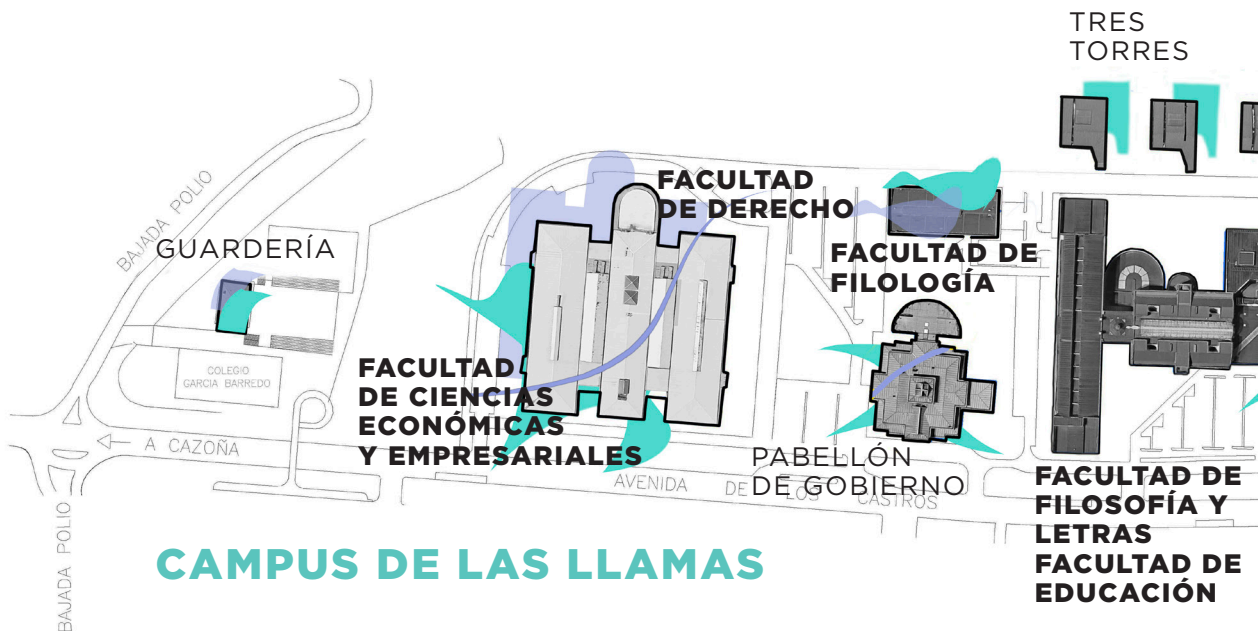 TRES
TORRES
BAJADA POLIO
GUARDERÍA
FACULTAD
DE DERECHO
FACULTAD DE
FILOLOGÍA
COLEGIO
GARCIA BARREDO
FACULTAD
DE CIENCIAS
ECONÓMICAS
Y EMPRESARIALES
A CAZOÑA
PABELLÓN
DE GOBIERNO
AVENIDA DE LOS CASTROS
FACULTAD DE
FILOSOFÍA Y
LETRAS
FACULTAD DE
EDUCACIÓN
BAJADA POLIO
CAMPUS DE LAS LLAMAS